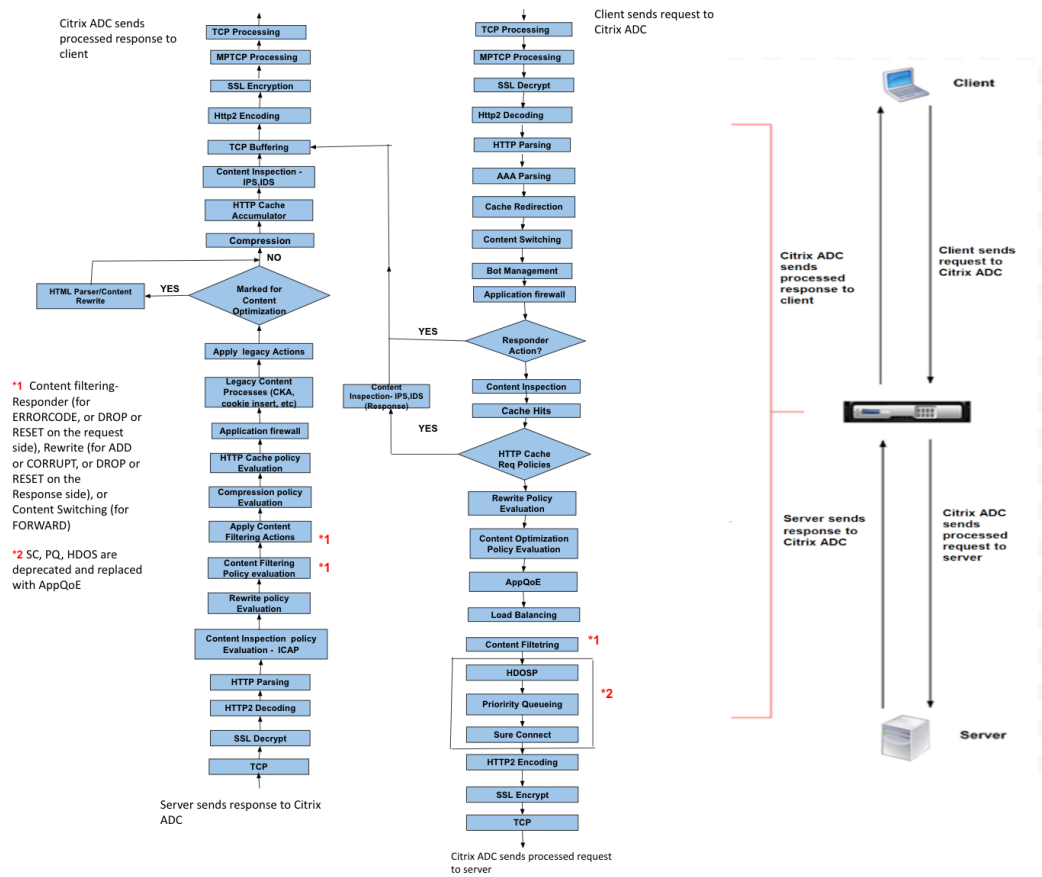 Citrix ADC sends
processed response to
client
TCP Processing
MPTCP Processing
SSL Encryption
Http2 Encoding
TCP Buffering
Content Inspection -
IPS,IDS
HTTP Cache
Accumulator
Compression
NO
HTML Parser/Content
Rewrite
YES
Marked for
Content
Optimization
Apply legacy Actions
Legacy Content
Processes (CKA,
cookie insert, etc)
Application firewall
HTTP Cache policy
Evaluation
Compression policy
Evaluation
Apply Content
Filtering Actions
*1
Content Filtering
Policy evaluation
*1
Rewrite policy
Evaluation
Content Inspection policy
Evaluation - ICAP
HTTP Parsing
HTTP2 Decoding
SSL Decrypt
TCP
Server sends response to Citrix
ADC
*1 Content filtering-
Responder (for
ERRORCODE, or DROP or
RESET on the request
side), Rewrite (for ADD
or CORRUPT, or DROP or
RESET on the
Response side), or
Content Switching (for
FORWARD)
*2 SC, PQ, HDOS are
deprecated and replaced
with AppQoE
Client sends request to
Citrix ADC
TCP Processing
MPTCP Processing
SSL Decrypt
Http2 Decoding
HTTP Parsing
AAA Parsing
Cache Redirection
Content Switching
Bot Management
Application firewall
YES
Responder
Action?
Content
Inspection- IPS,IDS
(Response)
Content Inspection
Cache Hits
YES
HTTP Cache
Req Policies
Rewrite Policy
Evaluation
Content Optimization
Policy Evaluation
AppQoE
Load Balancing
Content Filtetring
*1
HDOSP
*2
Prioririty Queueing
Sure Connect
HTTP2 Encoding
SSL Encrypt
TCP
Citrix ADC sends processed request
to server
Client
Citrix ADC
sends
processed
response to
client
Client sends
request to
Citrix ADC
Server sends
response to
Citrix ADC
Citrix ADC
sends
processed
request to
server
Server